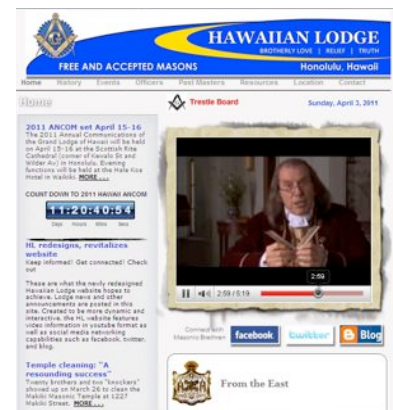 HAWAIIAN LODGE
BROTHERLY LOVE | RELIEF | TRUTH
FREE AND ACCEPTED MASONS
Honolulu, Hawaii
Home History Events Officers Past Masters Resources Location Contact
Home
Trestle Board
Sunday, April 3, 2011
2011 ANCOM set April 15-16
The 2011 Annual Communications of
the Grand Lodge of Hawaii will be held
on April 15-16 at the Scottish Rite
Cathedral (corner of Kewalo St and
Wilder Av) in Honolulu. Evening
functions will be held at the Hale Koa
Hotel in Waikiki. MORE . . .
COUNT DOWN TO 2011 HAWAII ANCOM
11:20:40:54
Days Hours Mins Secs
HL redesigns, revitalizes
website
Keep informed! Get connected! Check
out
These are what the newly redesigned
Hawaiian Lodge website hopes to
achieve. Lodge news and other
announcements are posted in this
site. Created to be more dynamic and
interactive, the HL website features
video information in youtube format as
well as social media networking
capabilities such as facebook, twitter,
and blog.
Temple cleaning: "A
resounding success"
Twenty brothers and two "knockers"
showed up on March 26 to clean the
Makiki Masonic Temple at 1227
Makiki Street. MORE . . .
2:59
2:59 / 5:19
Connect with
Masonic Brethren
facebook
twitter
Blog
From the East